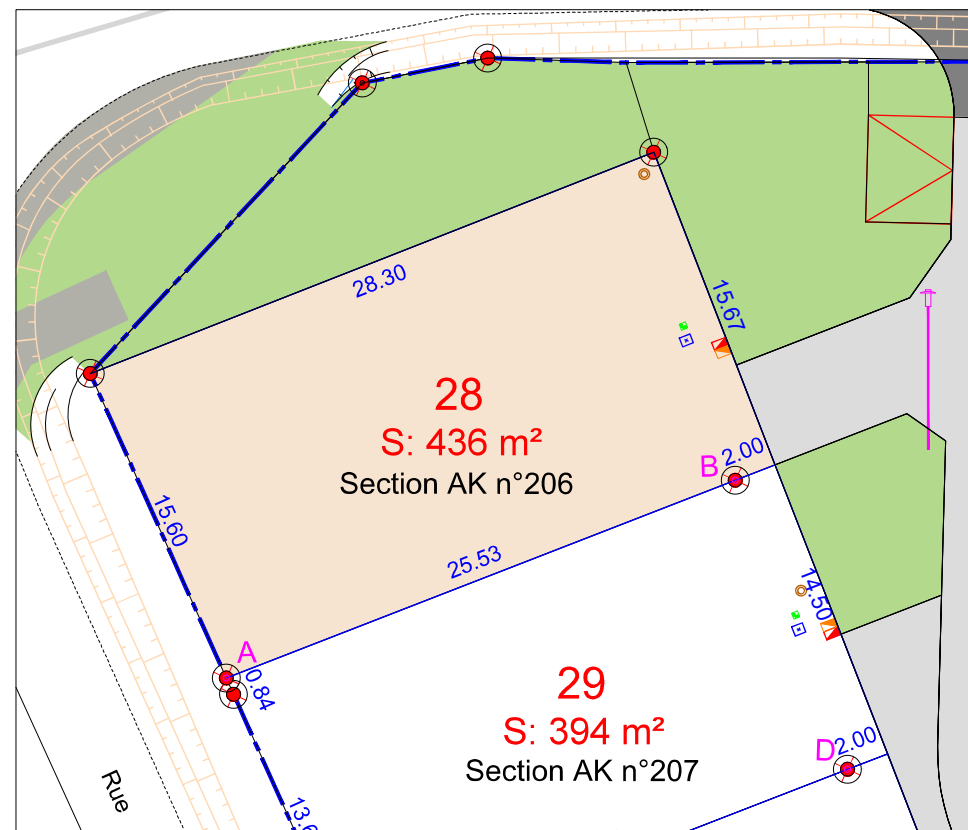 28.30
15.67
28
S: 436 m²
Section AK n°206
B
2.00
15.60
25.53
14.50
A
0.84
29
S: 394 m²
Section AK n°207
D
2.00
Rue